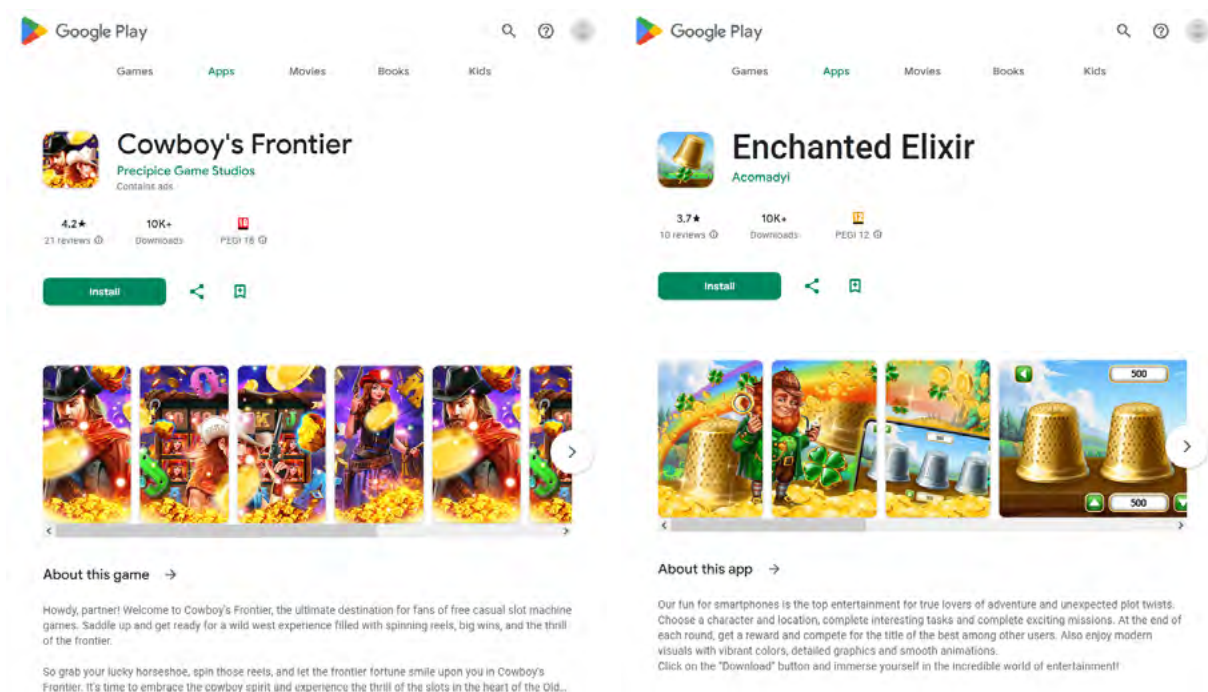 Google Play
Games Apps Movies Books Kids
Cowboy's Frontier
Precipice Game Studios
Contains ads
4.2★ 10K+ 18
21 reviews Downloads PEGI 18
Install
About this game →
Howdy, partner! Welcome to Cowboy's Frontier, the ultimate destination for fans of free casual slot machine
games. Saddle up and get ready for a wild west experience filled with spinning reels, big wins, and the thrill
of the frontier.
So grab your lucky horseshoe, spin those reels, and let the frontier fortune smile upon you in Cowboy's
Frontier. It's time to embrace the cowboy spirit and experience the thrill of the slots in the heart of the Old...
Google Play
Games Apps Movies Books Kids
Enchanted Elixir
Acomadyi
3.7★ 10K+ 12
10 reviews Downloads PEGI 12
Install
500
500
About this app →
Our fun for smartphones is the top entertainment for true lovers of adventure and unexpected plot twists.
Choose a character and location, complete interesting tasks and complete exciting missions. At the end of
each round, get a reward and compete for the title of the best among other users. Also enjoy modern
visuals with vibrant colors, detailed graphics and smooth animations.
Click on the "Download" button and immerse yourself in the incredible world of entertainment!